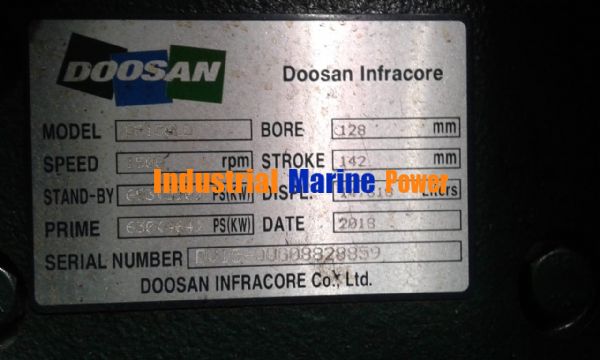 DOOSAN
Doosan Infracore
MODEL BORE 128 mm
SPEED rpm STROKE 142 mm
Industrial Marine Power
STAND-BY PS(KW) DISPL. Liters
PRIME PS(KW) DATE 2018
SERIAL NUMBER
DOOSAN INFRACORE Co., Ltd.